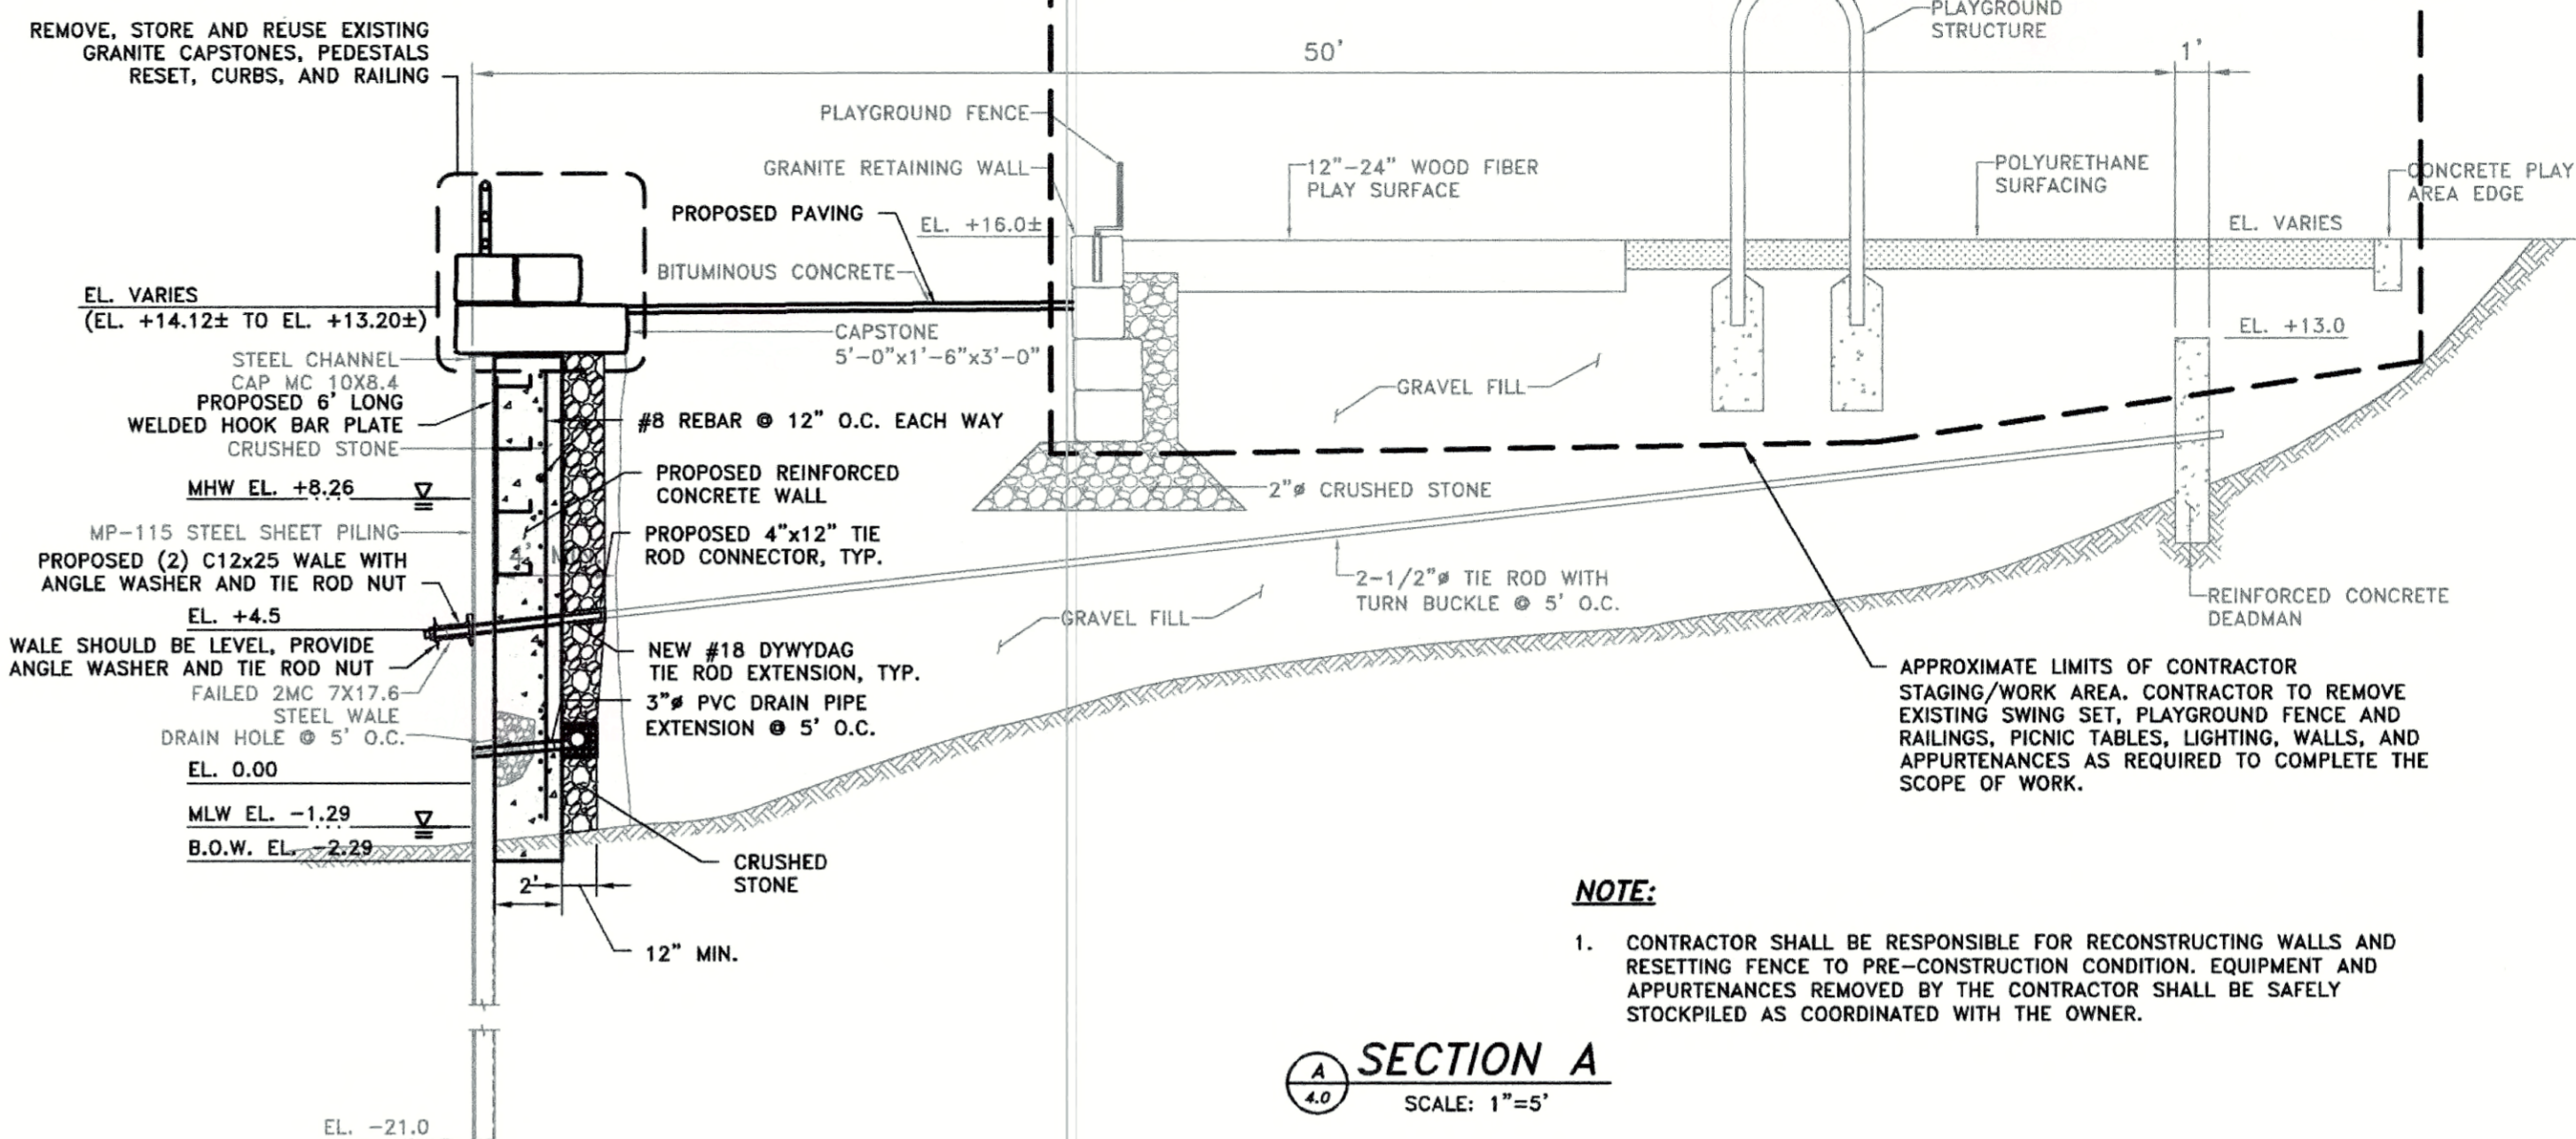 REMOVE, STORE AND REUSE EXISTING
GRANITE CAPSTONES, PEDESTALS
RESET, CURBS, AND RAILING
50'
PLAYGROUND
STRUCTURE
1'
PLAYGROUND FENCE
GRANITE RETAINING WALL
12"-24" WOOD FIBER
PLAY SURFACE
POLYURETHANE
SURFACING
CONCRETE PLAY
AREA EDGE
PROPOSED PAVING
EL. +16.0±
EL. VARIES
BITUMINOUS CONCRETE
EL. VARIES
(EL. +14.12± TO EL. +13.20±)
CAPSTONE
5'-0"x1'-6"x3'-0"
EL. +13.0
STEEL CHANNEL
CAP MC 10X8.4
PROPOSED 6' LONG
WELDED HOOK BAR PLATE
CRUSHED STONE
GRAVEL FILL
#8 REBAR @ 12" O.C. EACH WAY
MHW EL. +8.26
PROPOSED REINFORCED
CONCRETE WALL
2"ø CRUSHED STONE
MP-115 STEEL SHEET PILING
PROPOSED (2) C12x25 WALE WITH
ANGLE WASHER AND TIE ROD NUT
PROPOSED 4"x12" TIE
ROD CONNECTOR, TYP.
2-1/2"ø TIE ROD WITH
TURN BUCKLE @ 5' O.C.
REINFORCED CONCRETE
DEADMAN
EL. +4.5
GRAVEL FILL
WALE SHOULD BE LEVEL, PROVIDE
ANGLE WASHER AND TIE ROD NUT
NEW #18 DYWYDAG
TIE ROD EXTENSION, TYP.
FAILED 2MC 7X17.6
STEEL WALE
DRAIN HOLE @ 5' O.C.
3"ø PVC DRAIN PIPE
EXTENSION @ 5' O.C.
APPROXIMATE LIMITS OF CONTRACTOR
STAGING/WORK AREA. CONTRACTOR TO REMOVE
EXISTING SWING SET, PLAYGROUND FENCE AND
RAILINGS, PICNIC TABLES, LIGHTING, WALLS, AND
APPURTENANCES AS REQUIRED TO COMPLETE THE
SCOPE OF WORK.
EL. 0.00
MLW EL. -1.29
B.O.W. EL. -2.29
CRUSHED
STONE
2'
12" MIN.
NOTE:
1. CONTRACTOR SHALL BE RESPONSIBLE FOR RECONSTRUCTING WALLS AND
RESETTING FENCE TO PRE-CONSTRUCTION CONDITION. EQUIPMENT AND
APPURTENANCES REMOVED BY THE CONTRACTOR SHALL BE SAFELY
STOCKPILED AS COORDINATED WITH THE OWNER.
A
4.0
SECTION A
SCALE: 1"=5'
EL. -21.0